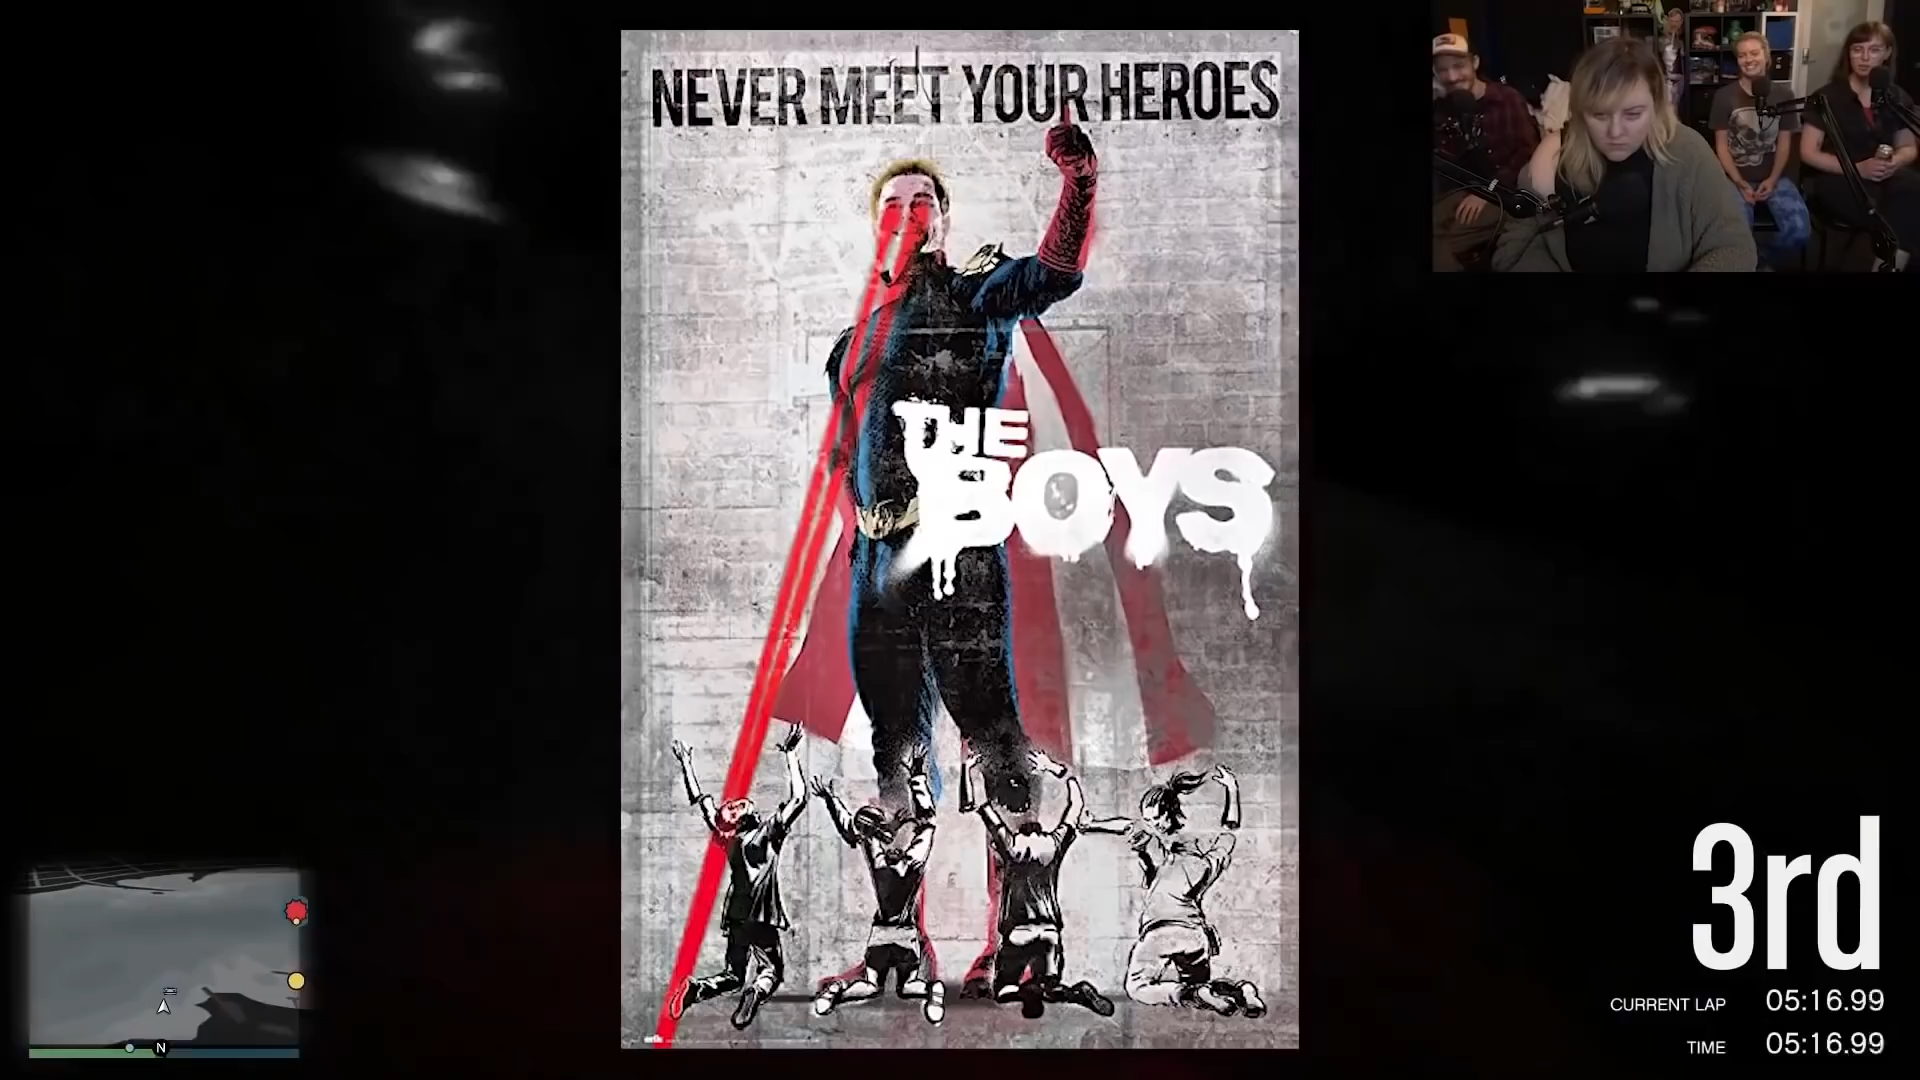 NEVER MEET YOUR HEROES
THE
BOYS
3rd
CURRENT LAP 05:16.99
TIME 05:16.99
N